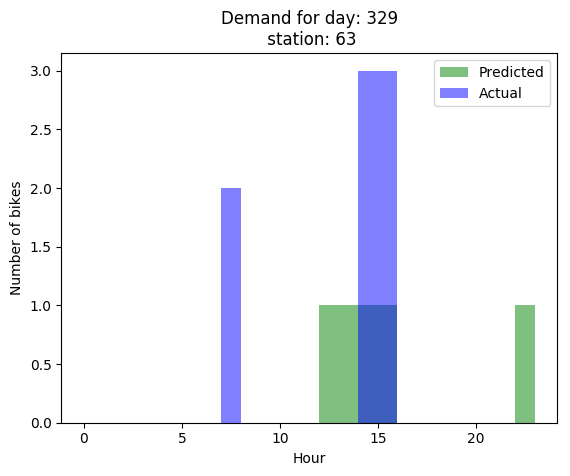 Demand for day: 329
station: 63
Predicted
Actual
Number of bikes
3.0
2.5
2.0
1.5
1.0
0.5
0.0
0
5
10
15
20
Hour